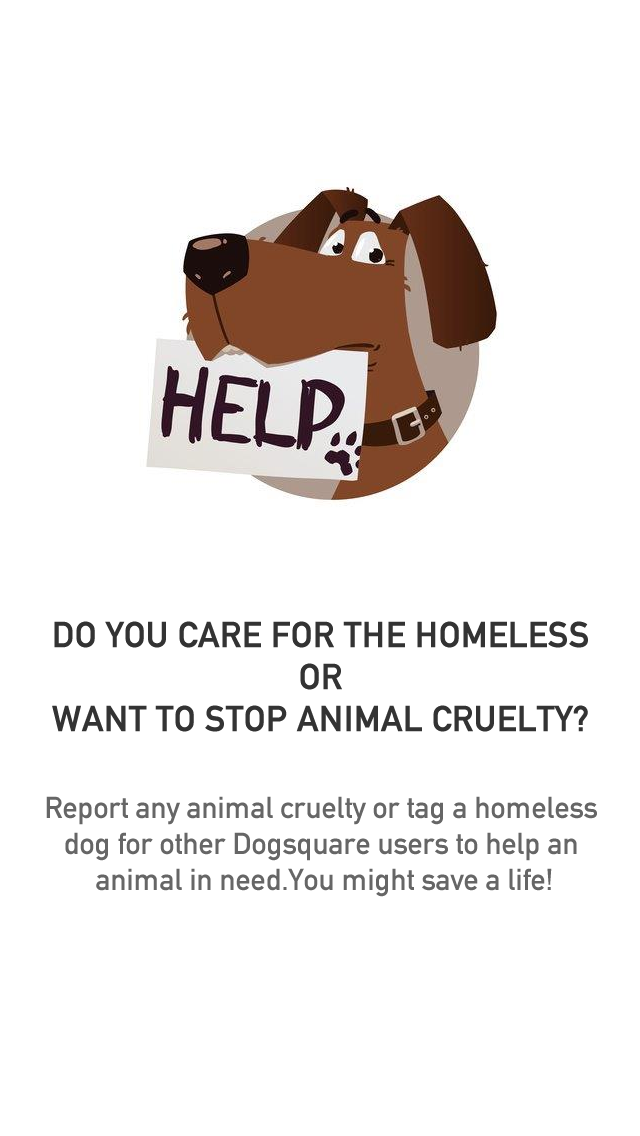 HELP
DO YOU CARE FOR THE HOMELESS
OR
WANT TO STOP ANIMAL CRUELTY?
Report any animal cruelty or tag a homeless
dog for other Dogsquare users to help an
animal in need.You might save a life!